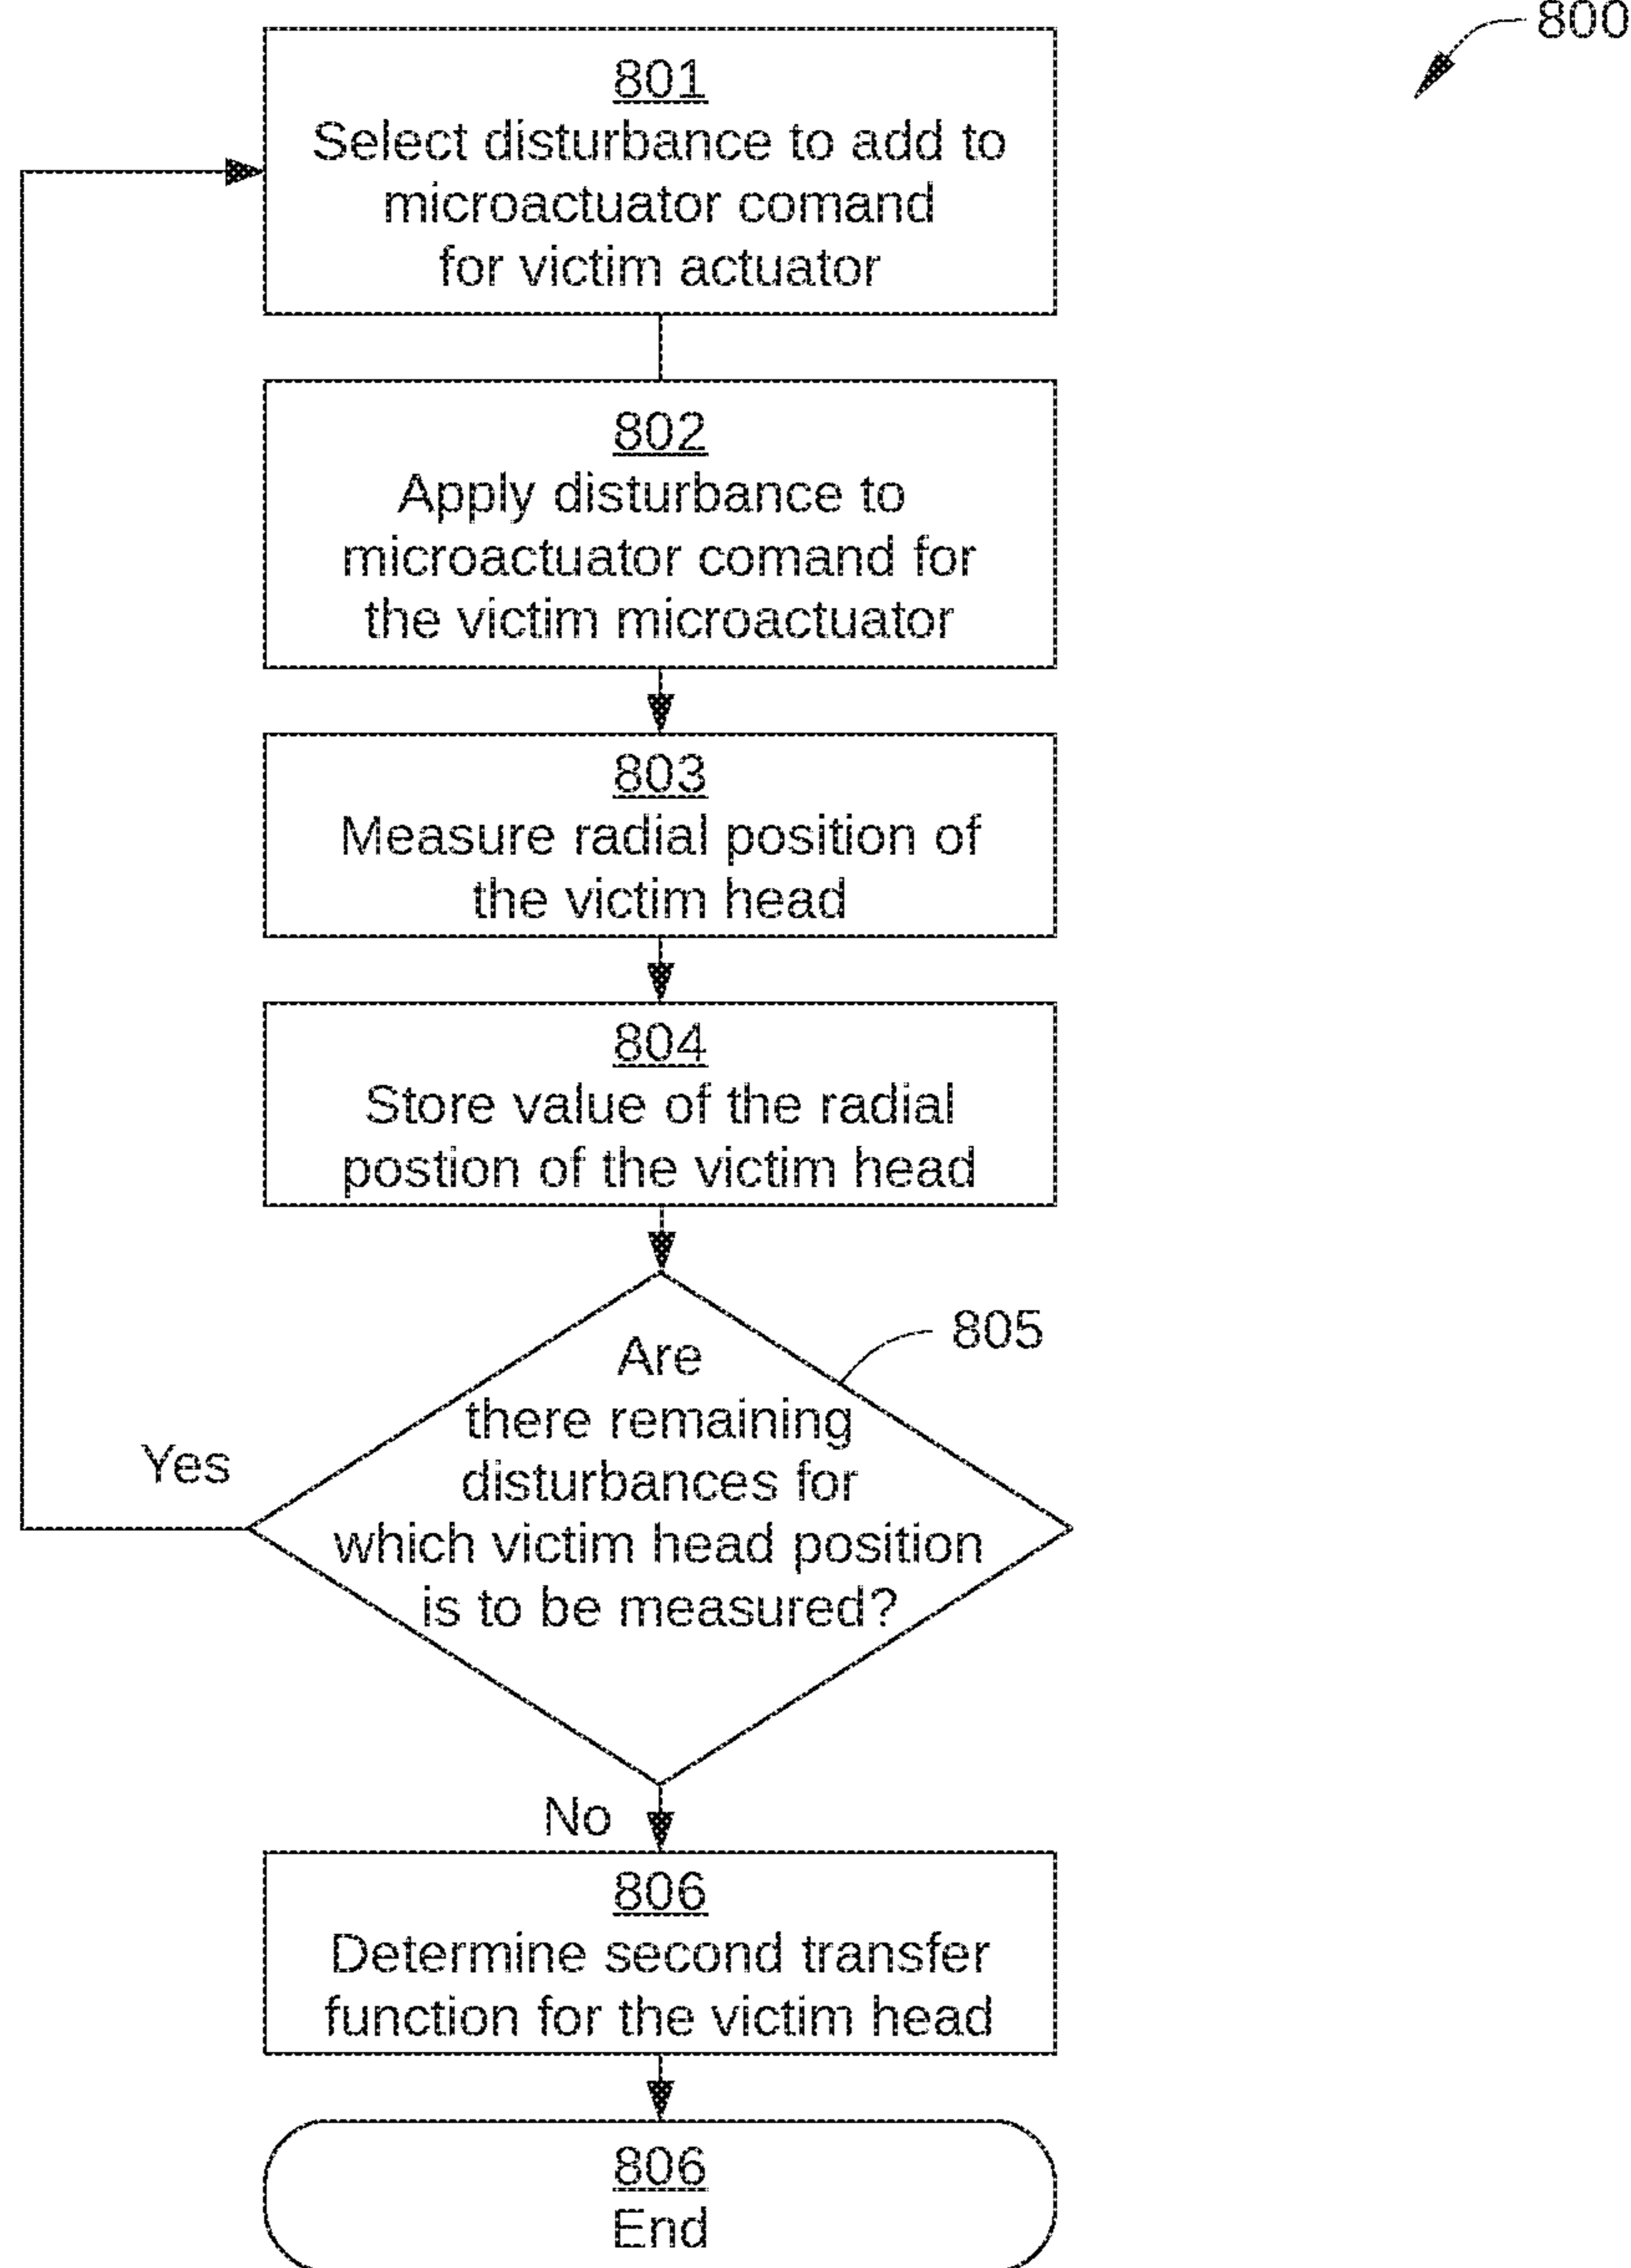 800
801
Select disturbance to add to
microactuator comand
for victim actuator
802
Apply disturbance to
microactuator comand for
the victim microactuator
803
Measure radial position of
the victim head
804
Store value of the radial
postion of the victim head
805
Are
there remaining
disturbances for
which victim head position
is to be measured?
Yes
No
806
Determine second transfer
function for the victim head
806
End